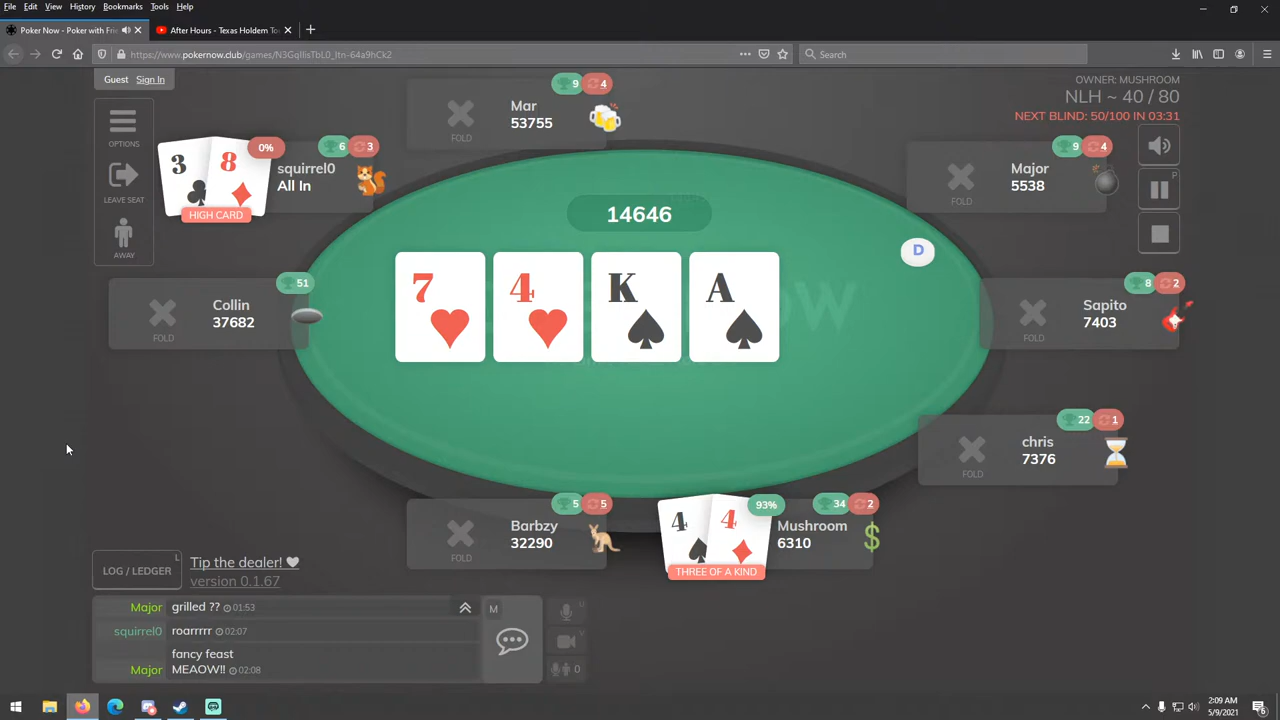 File Edit View History Bookmarks Tools Help
Poker Now - Poker with Fri
After Hours - Texas Holdem To
https://www.pokernow.club/games/N3GqIlisTbL0_Jtn-64a9hCk2
Search
Guest Sign In
OPTIONS
LEAVE SEAT
AWAY
OWNER: MUSHROOM
NLH ~ 40 / 80
NEXT BLIND: 50/100 IN 03:31
P
9 4
Mar
53755
FOLD
3 8
0%
HIGH CARD
6 3
squirrel0
All In
9 4
Major
5538
FOLD
14646
D
51
Collin
37682
FOLD
7 4 K A
8 2
Sapito
7403
FOLD
22 1
chris
7376
FOLD
5 5
Barbzy
32290
FOLD
4 4
93%
THREE OF A KIND
34 2
Mushroom
6310
$
LOG / LEDGER
L
Tip the dealer!
version 0.1.67
Major grilled ?? 01:53
squirrel0 roarrrrr 02:07
fancy feast
Major MEAOW!! 02:08
M
U
V
0
2:09 AM
5/9/2021